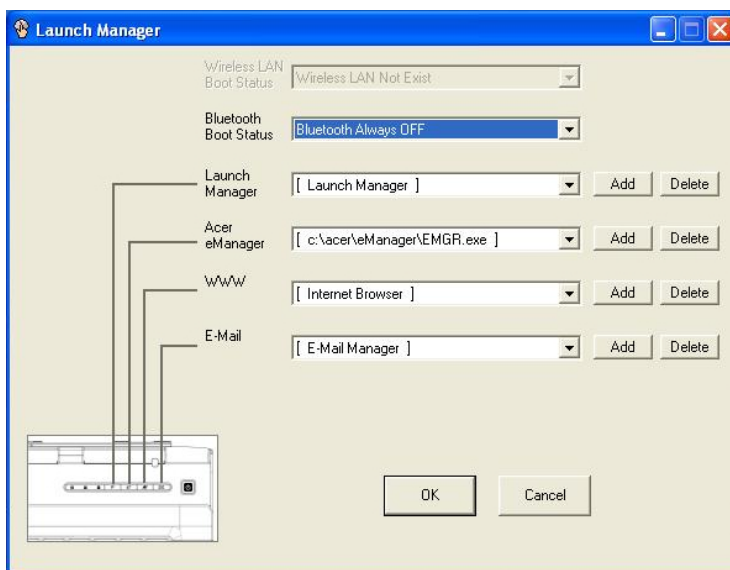 Launch Manager
Wireless LAN
Boot Status
Wireless LAN Not Exist
Bluetooth
Boot Status
Bluetooth Always OFF
Launch
Manager
[ Launch Manager ]
Add
Delete
Acer
eManager
[ c:\acer\eManager\EMGR.exe ]
Add
Delete
WWW
[ Internet Browser ]
Add
Delete
E-Mail
[ E-Mail Manager ]
Add
Delete
OK
Cancel